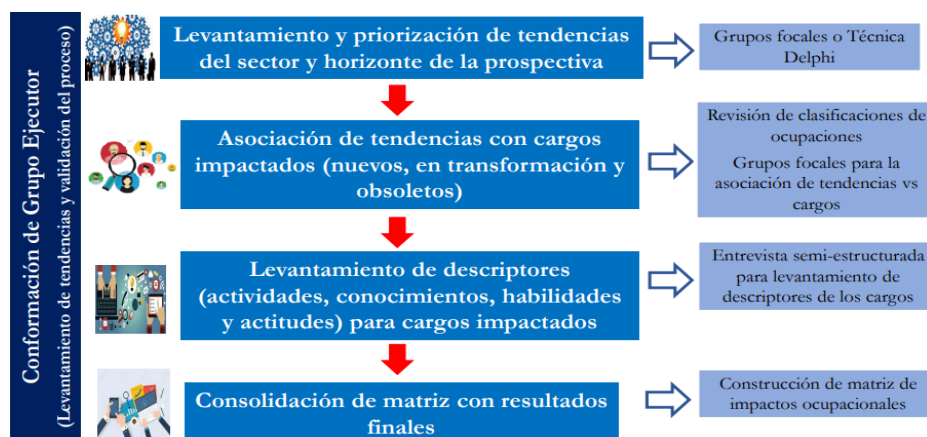 Conformación de Grupo Ejecutor
(Levantamiento de tendencias y validación del proceso)
Levantamiento y priorización de tendencias
del sector y horizonte de la prospectiva
Grupos focales o Técnica
Delphi
Asociación de tendencias con cargos
impactados (nuevos, en transformación y
obsoletos)
Revisión de clasificaciones de
ocupaciones
Grupos focales para la
asociación de tendencias vs
cargos
Levantamiento de descriptores
(actividades, conocimientos, habilidades
y actitudes) para cargos impactados
Entrevista semi-estructurada
para levantamiento de
descriptores de los cargos
Consolidación de matriz con resultados
finales
Construcción de matriz de
impactos ocupacionales